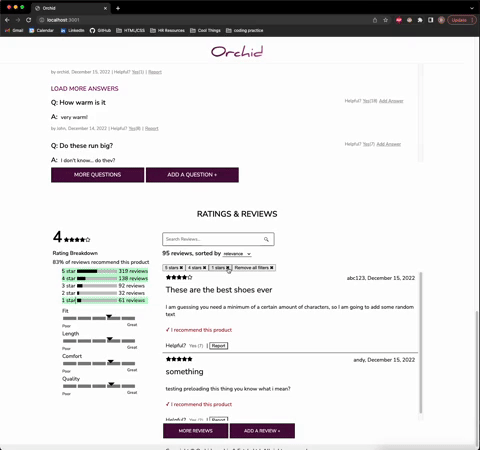 Orchid
localhost:3001
Update
Gmail
Calendar
LinkedIn
GitHub
HTML/CSS
HR Resources
Cool Things
coding practice
Orchid
by orchid, December 15, 2022 | Helpful? Yes(1) | Report
LOAD MORE ANSWERS
Q: How warm is it
Helpful? Yes(18) Add Answer
A: very warm!
by John, December 14, 2022 | Helpful? Yes(8) | Report
Q: Do these run big?
Helpful? Yes(7) Add Answer
A: I don't know... do they?
MORE QUESTIONS
ADD A QUESTION +
RATINGS & REVIEWS
4
Search Reviews...
Rating Breakdown
95 reviews, sorted by relevance
83% of reviews recommend this product
5 stars ✖ 4 stars ✖ 1 stars ✖ Remove all filters ✖
5 star 319 reviews
4 star 138 reviews
3 star 92 reviews
2 star 32 reviews
1 star 61 reviews
Fit
Poor Great
Length
Poor Great
Comfort
Poor Great
Quality
Poor Great
abc123, December 15, 2022
These are the best shoes ever
I am guessing you need a minimum of a certain amount of characters, so I am going to add some random
text
✓ I recommend this product
Helpful? Yes (7) | Report
andy, December 15, 2022
something
testing preloading this thing you know what i mean?
✓ I recommend this product
Helpful? Yes (7) | Report
MORE REVIEWS
ADD A REVIEW +